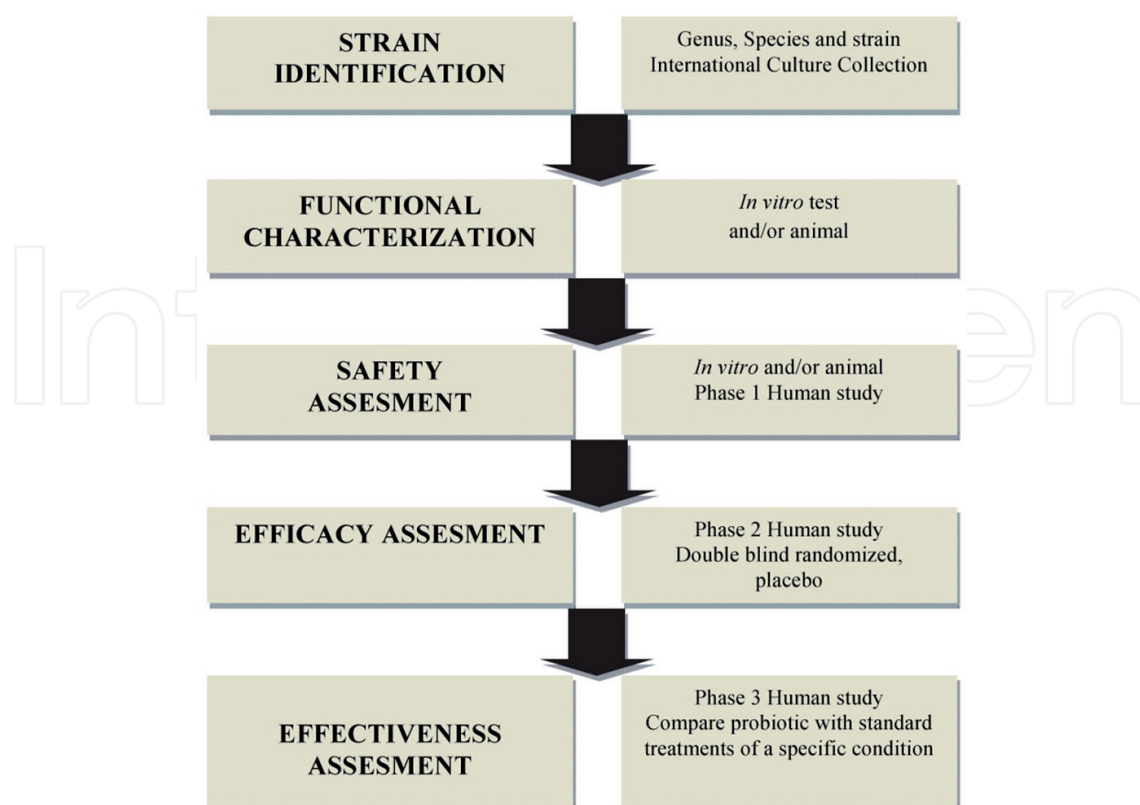 STRAIN
IDENTIFICATION
Genus, Species and strain
International Culture Collection
FUNCTIONAL
CHARACTERIZATION
In vitro test
and/or animal
SAFETY
ASSESMENT
In vitro and/or animal
Phase 1 Human study
EFFICACY ASSESMENT
Phase 2 Human study
Double blind randomized,
placebo
EFFECTIVENESS
ASSESMENT
Phase 3 Human study
Compare probiotic with standard
treatments of a specific condition